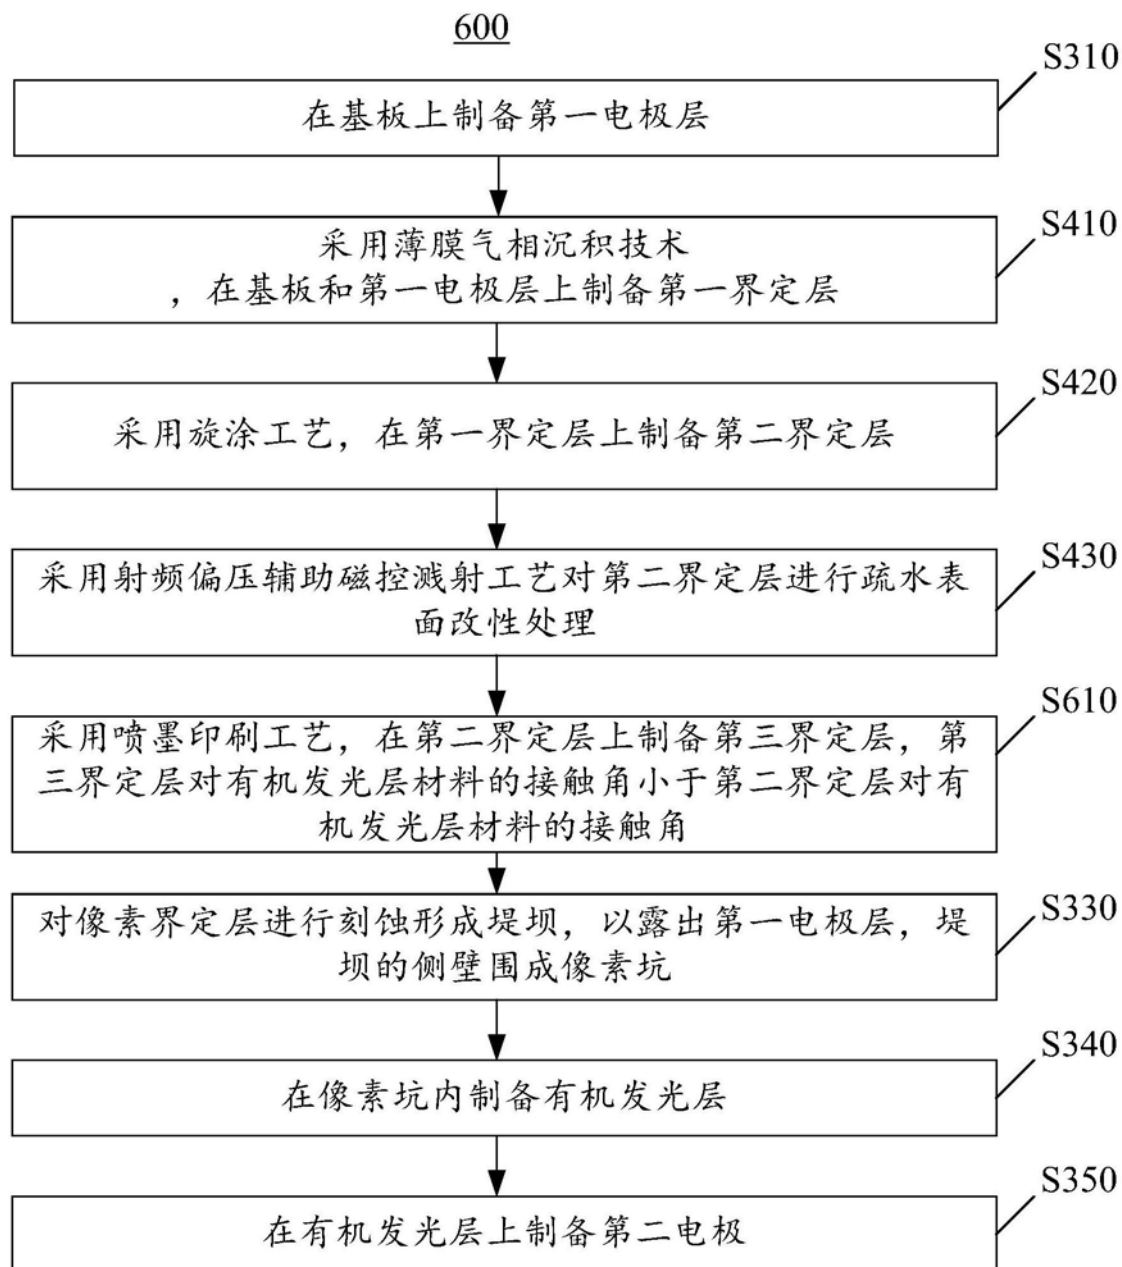 600
S310
在基板上制备第一电极层
S410
采用薄膜气相沉积技术
，在基板和第一电极层上制备第一界定层
S420
采用旋涂工艺，在第一界定层上制备第二界定层
S430
采用射频偏压辅助磁控溅射工艺对第二界定层进行疏水表
面改性处理
S610
采用喷墨印刷工艺，在第二界定层上制备第三界定层，第
三界定层对有机发光层材料的接触角小于第二界定层对有
机发光层材料的接触角
S330
对像素界定层进行刻蚀形成堤坝，以露出第一电极层，堤
坝的侧壁围成像素坑
S340
在像素坑内制备有机发光层
S350
在有机发光层上制备第二电极